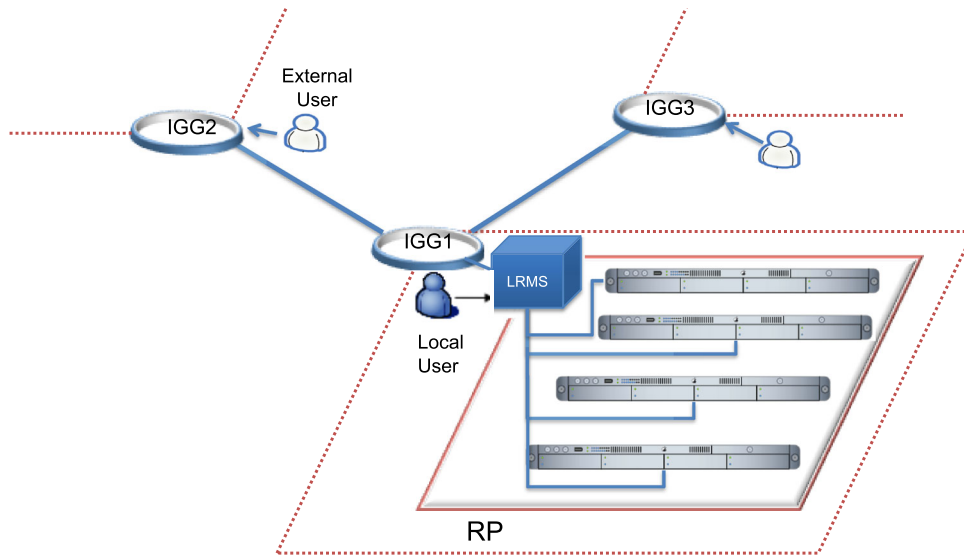 External
User
IGG2
IGG3
IGG1
LRMS
Local
User
RP